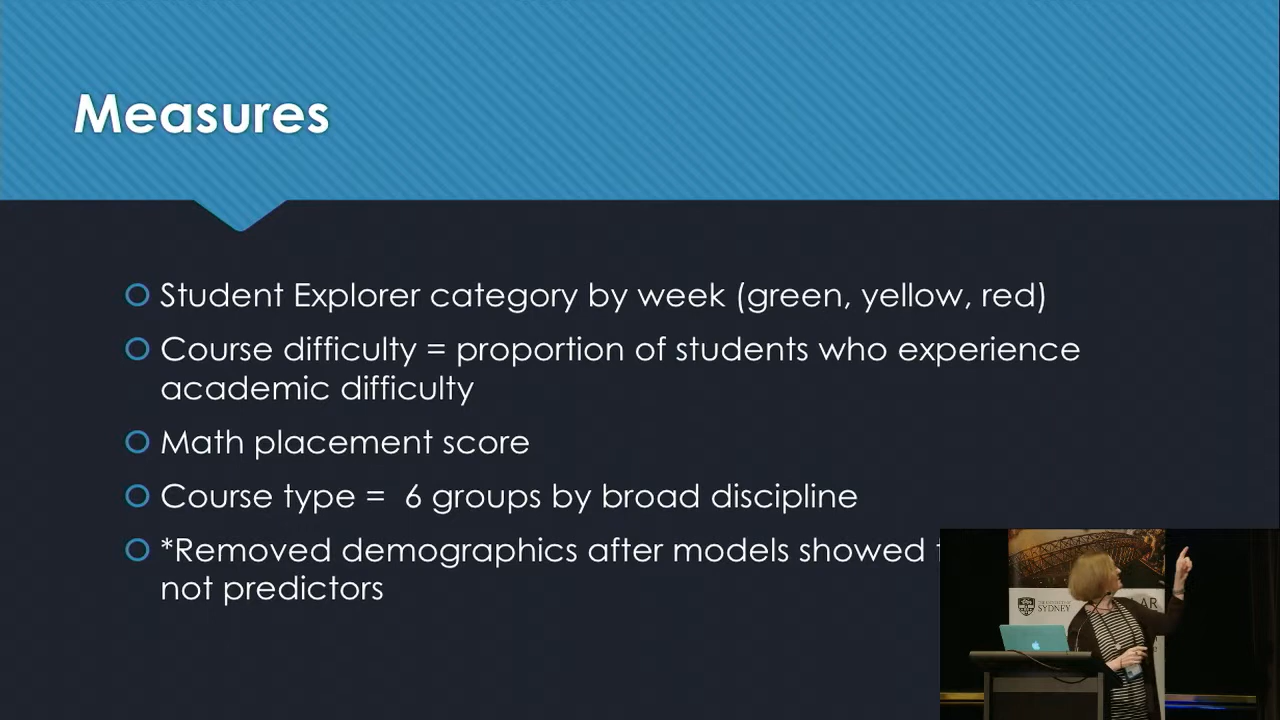 Measures
Student Explorer category by week (green, yellow, red)
Course difficulty = proportion of students who experience
academic difficulty
Math placement score
Course type = 6 groups by broad discipline
*Removed demographics after models showed
not predictors
SYDNEY
AR